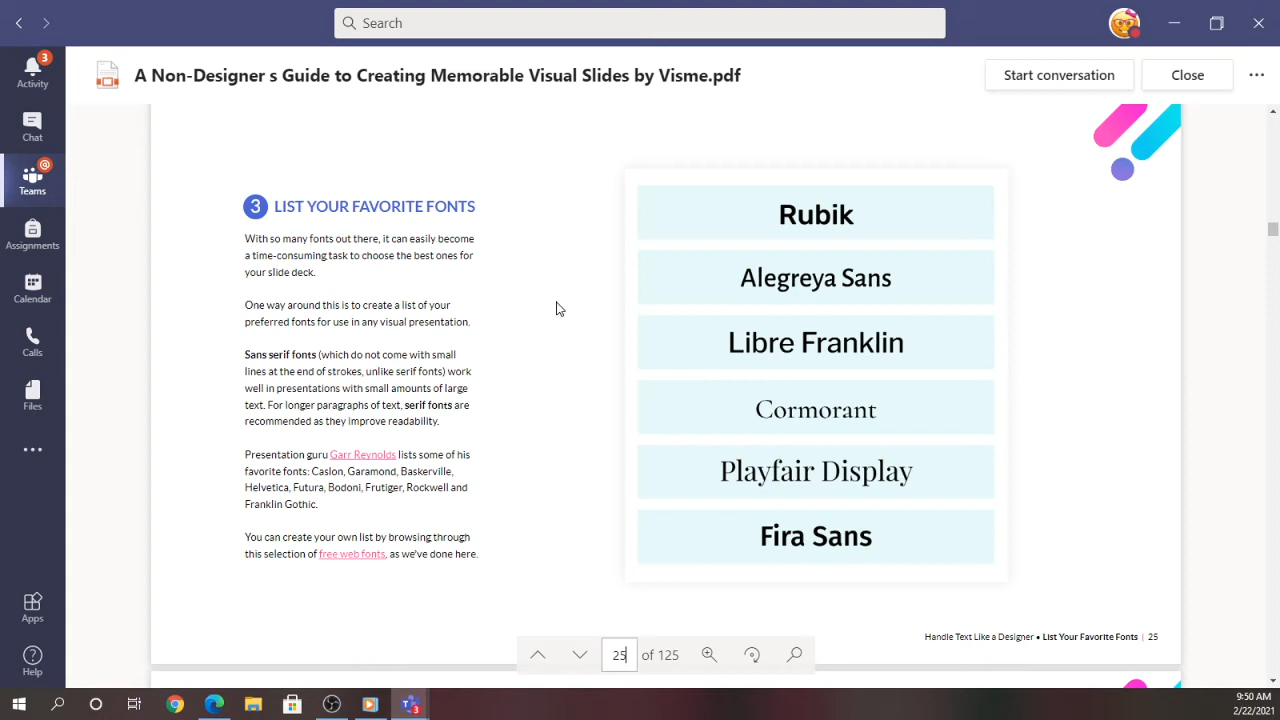 Search
A Non-Designer s Guide to Creating Memorable Visual Slides by Visme.pdf
Start conversation
Close
3
Activity
Chat
@
Teams
Assignments
Calendar
Calls
Files
Apps
Help
3 LIST YOUR FAVORITE FONTS
With so many fonts out there, it can easily become
a time-consuming task to choose the best ones for
your slide deck.
One way around this is to create a list of your
preferred fonts for use in any visual presentation.
Sans serif fonts (which do not come with small
lines at the end of strokes, unlike serif fonts) work
well in presentations with small amounts of large
text. For longer paragraphs of text, serif fonts are
recommended as they improve readability.
Presentation guru Garr Reynolds lists some of his
favorite fonts: Caslon, Garamond, Baskerville,
Helvetica, Futura, Bodoni, Frutiger, Rockwell and
Franklin Gothic.
You can create your own list by browsing through
this selection of free web fonts, as we've done here.
Rubik
Alegreya Sans
Libre Franklin
Cormorant
Playfair Display
Fira Sans
Handle Text Like a Designer • List Your Favorite Fonts | 25
25 of 125
3
9:50 AM
2/22/2021